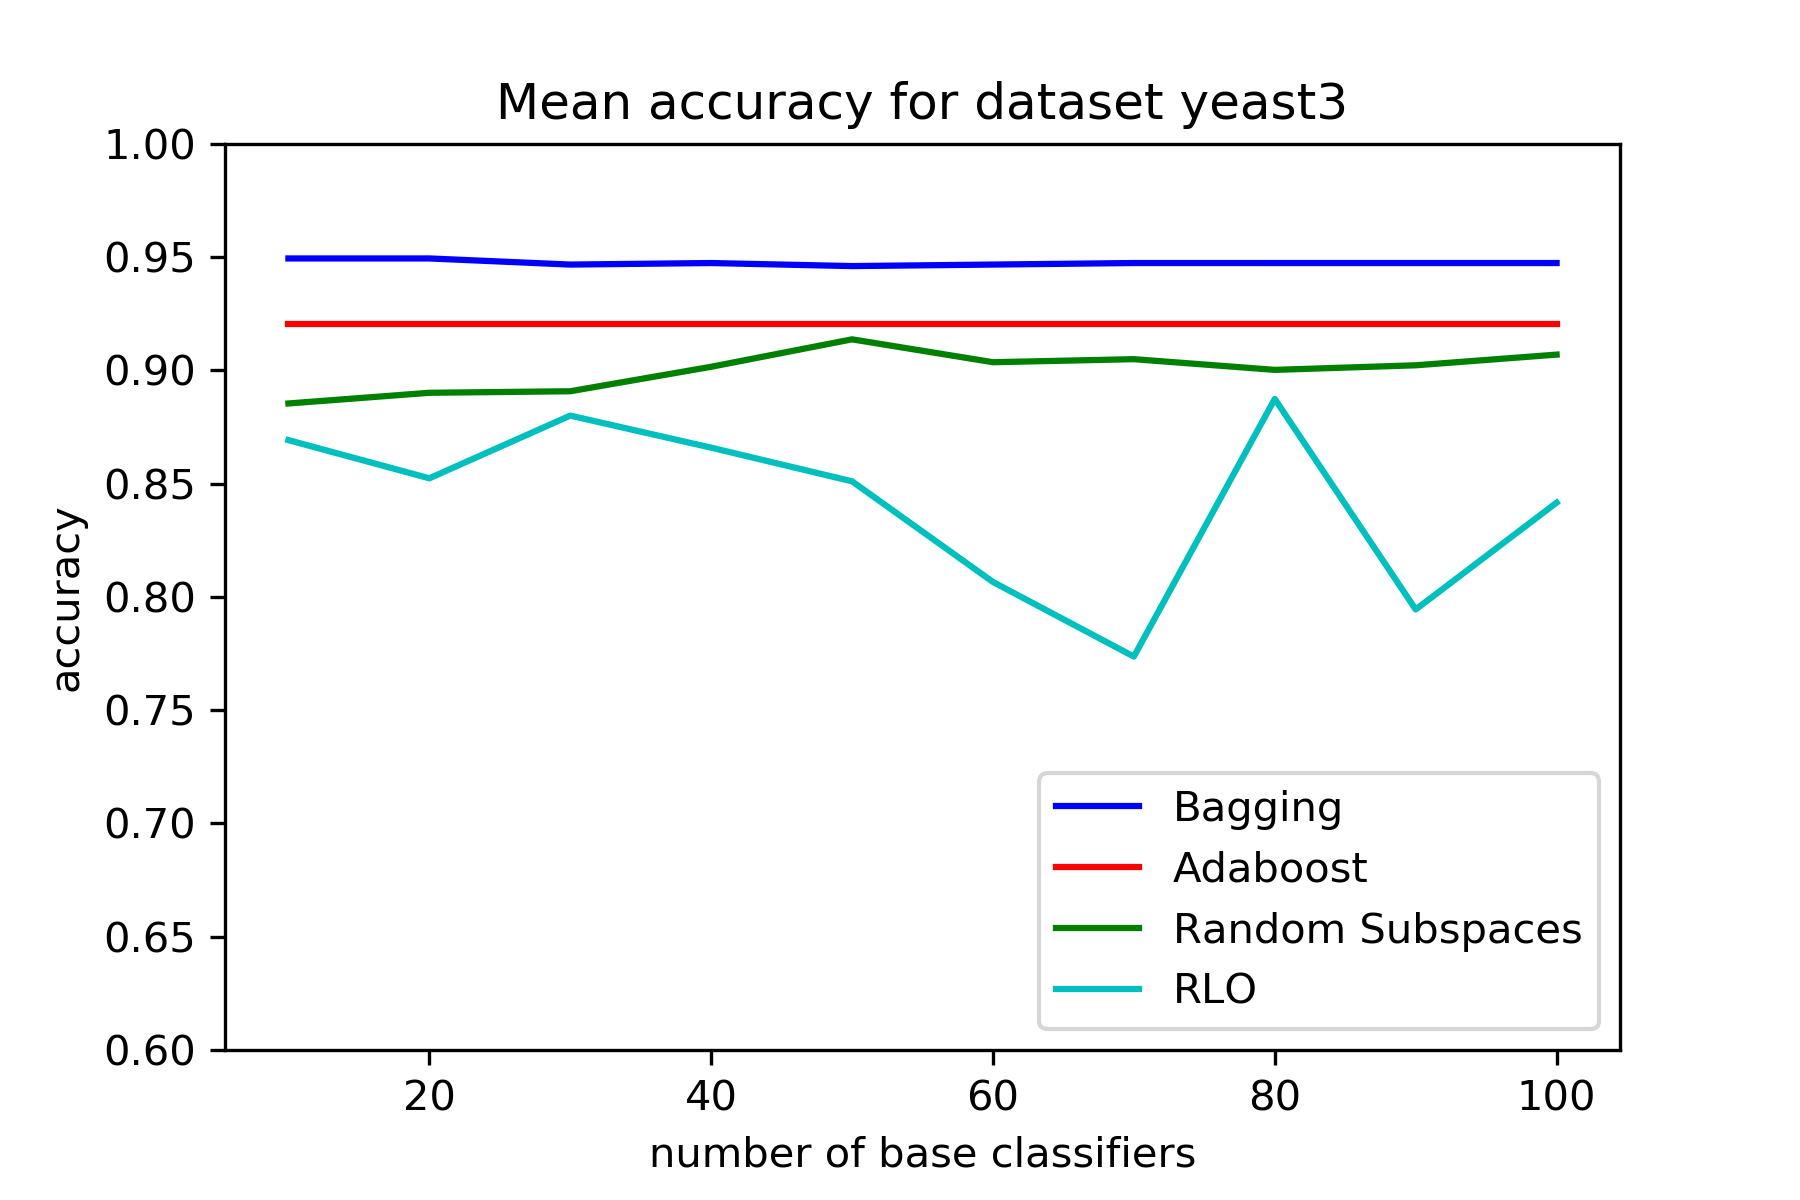 Mean accuracy for dataset yeast3
1.00
0.95
0.90
0.85
0.80
0.75
0.70
0.65
0.60
accuracy
20 40 60 80 100
number of base classifiers
Bagging
Adaboost
Random Subspaces
RLO